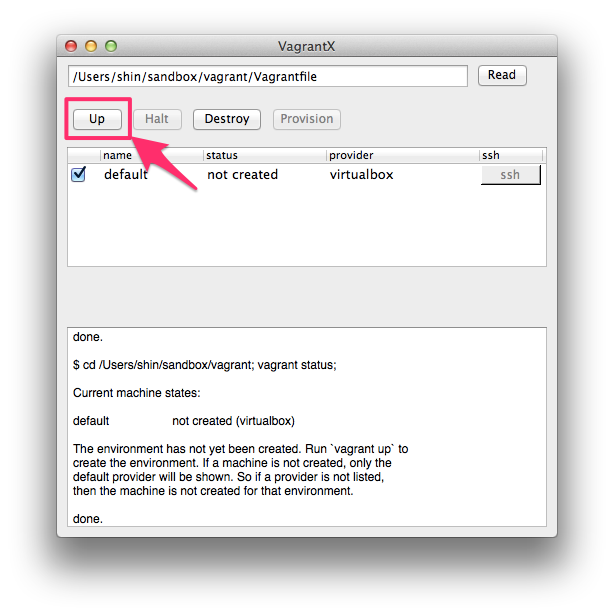 VagrantX
/Users/shin/sandbox/vagrant/Vagrantfile Read
Up Halt Destroy Provision
name status provider ssh
default not created virtualbox ssh
done.
$ cd /Users/shin/sandbox/vagrant; vagrant status;
Current machine states:
default not created (virtualbox)
The environment has not yet been created. Run `vagrant up` to
create the environment. If a machine is not created, only the
default provider will be shown. So if a provider is not listed,
then the machine is not created for that environment.
done.